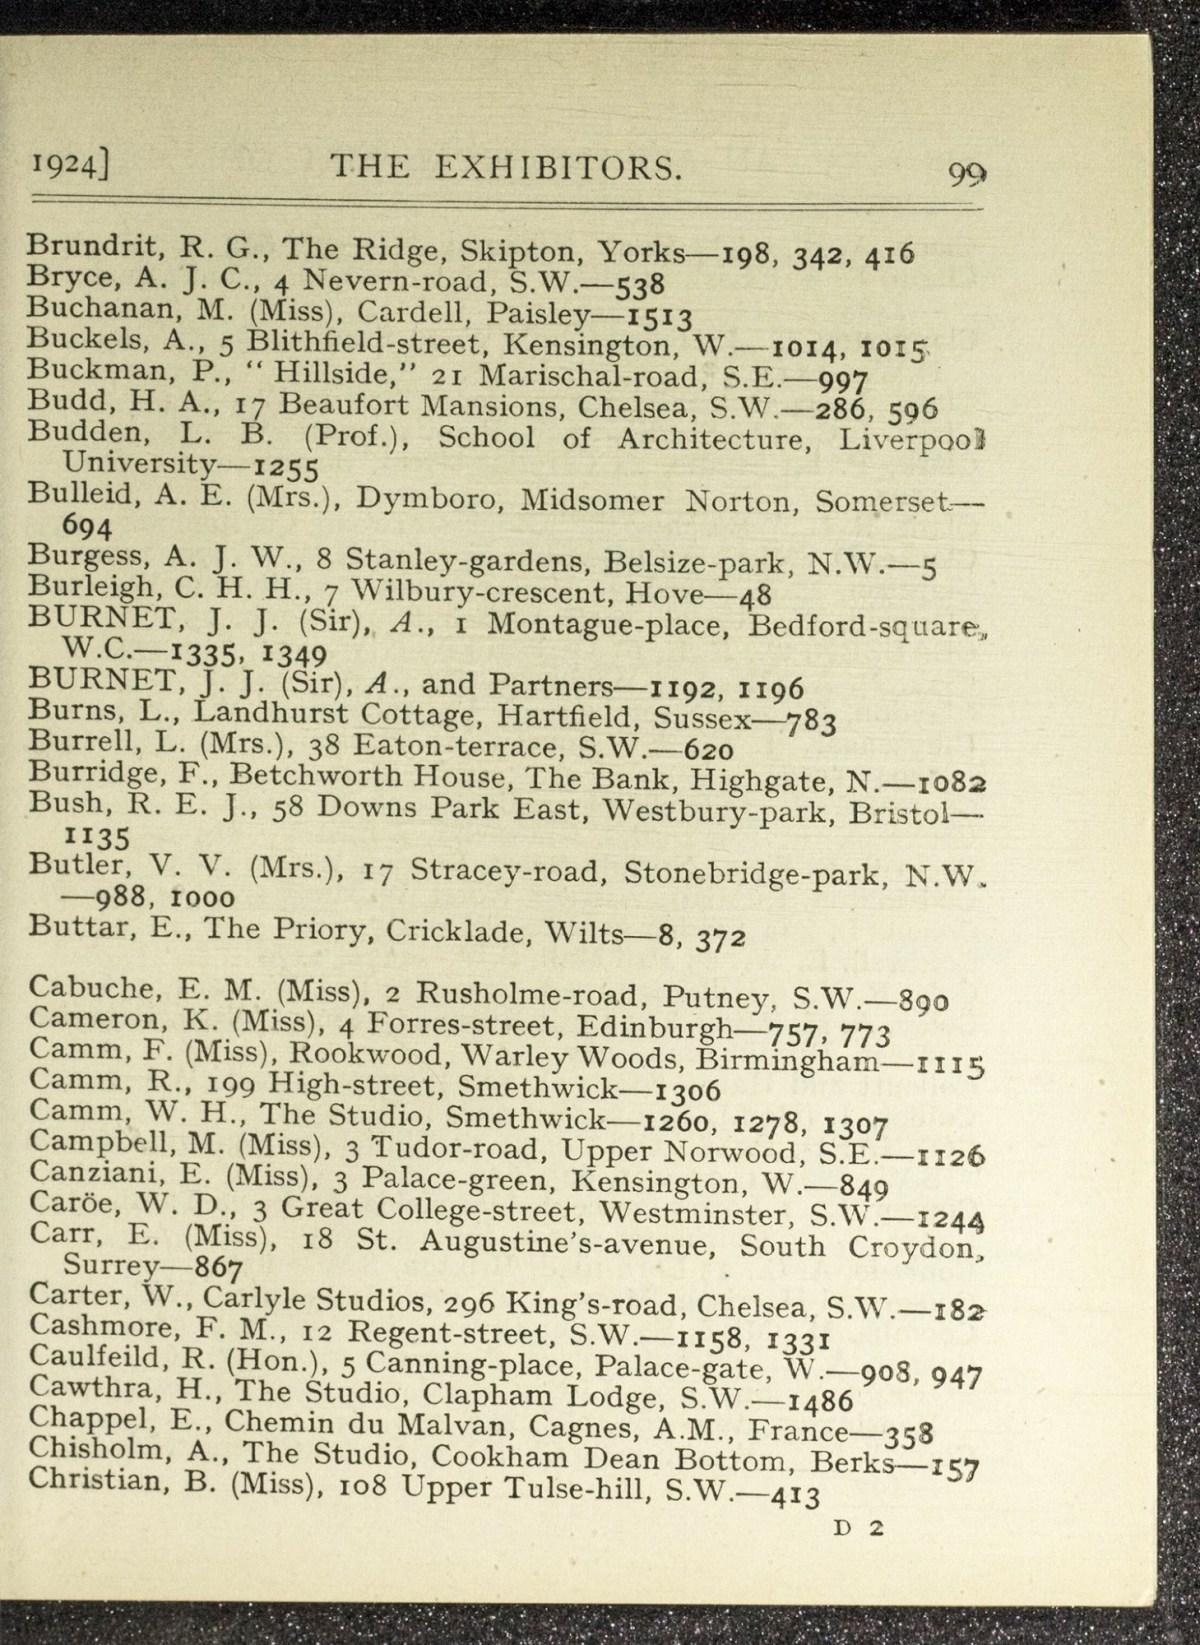 1924] THE EXHIBITORS. 99
Brundrit, R. G., The Ridge, Skipton, Yorks—198, 342, 416
Bryce, A. J. C., 4 Nevern-road, S.W.—538
Buchanan, M. (Miss), Cardell, Paisley—1513
Buckels, A., 5 Blithfield-street, Kensington, W.—1014, 1015
Buckman, P., “ Hillside,” 21 Marischal-road, S.E.—997
Budd, H. A., 17 Beaufort Mansions, Chelsea, S.W.—286, 596
Budden, L. B. (Prof.), School of Architecture, Liverpool
University—1255
Bulleid, A. E. (Mrs.), Dymboro, Midsomer Norton, Somerset—
694
Burgess, A. J. W., 8 Stanley-gardens, Belsize-park, N.W.—5
Burleigh, C. H. H., 7 Wilbury-crescent, Hove—48
BURNET, J. J. (Sir), A., 1 Montague-place, Bedford-square,
W.C.—1335, 1349
BURNET, J. J. (Sir), A., and Partners—1192, 1196
Burns, L., Landhurst Cottage, Hartfield, Sussex—783
Burrell, L. (Mrs.), 38 Eaton-terrace, S.W.—620
Burridge, F., Betchworth House, The Bank, Highgate, N.—1082
Bush, R. E. J., 58 Downs Park East, Westbury-park, Bristol—
1135
Butler, V. V. (Mrs.), 17 Stracey-road, Stonebridge-park, N.W.
—988, 1000
Buttar, E., The Priory, Cricklade, Wilts—8, 372
Cabuche, E. M. (Miss), 2 Rusholme-road, Putney, S.W.—890
Cameron, K. (Miss), 4 Forres-street, Edinburgh—757, 773
Camm, F. (Miss), Rookwood, Warley Woods, Birmingham—1115
Camm, R., 199 High-street, Smethwick—1306
Camm, W. H., The Studio, Smethwick—1260, 1278, 1307
Campbell, M. (Miss), 3 Tudor-road, Upper Norwood, S.E.—1126
Canziani, E. (Miss), 3 Palace-green, Kensington, W.—849
Caröe, W. D., 3 Great College-street, Westminster, S.W.—1244
Carr, E. (Miss), 18 St. Augustine’s-avenue, South Croydon,
Surrey—867
Carter, W., Carlyle Studios, 296 King’s-road, Chelsea, S.W.—182
Cashmore, F. M., 12 Regent-street, S.W.—1158, 1331
Caulfeild, R. (Hon.), 5 Canning-place, Palace-gate, W.—908, 947
Cawthra, H., The Studio, Clapham Lodge, S.W.—1486
Chappel, E., Chemin du Malvan, Cagnes, A.M., France—358
Chisholm, A., The Studio, Cookham Dean Bottom, Berks—157
Christian, B. (Miss), 108 Upper Tulse-hill, S.W.—413
D 2